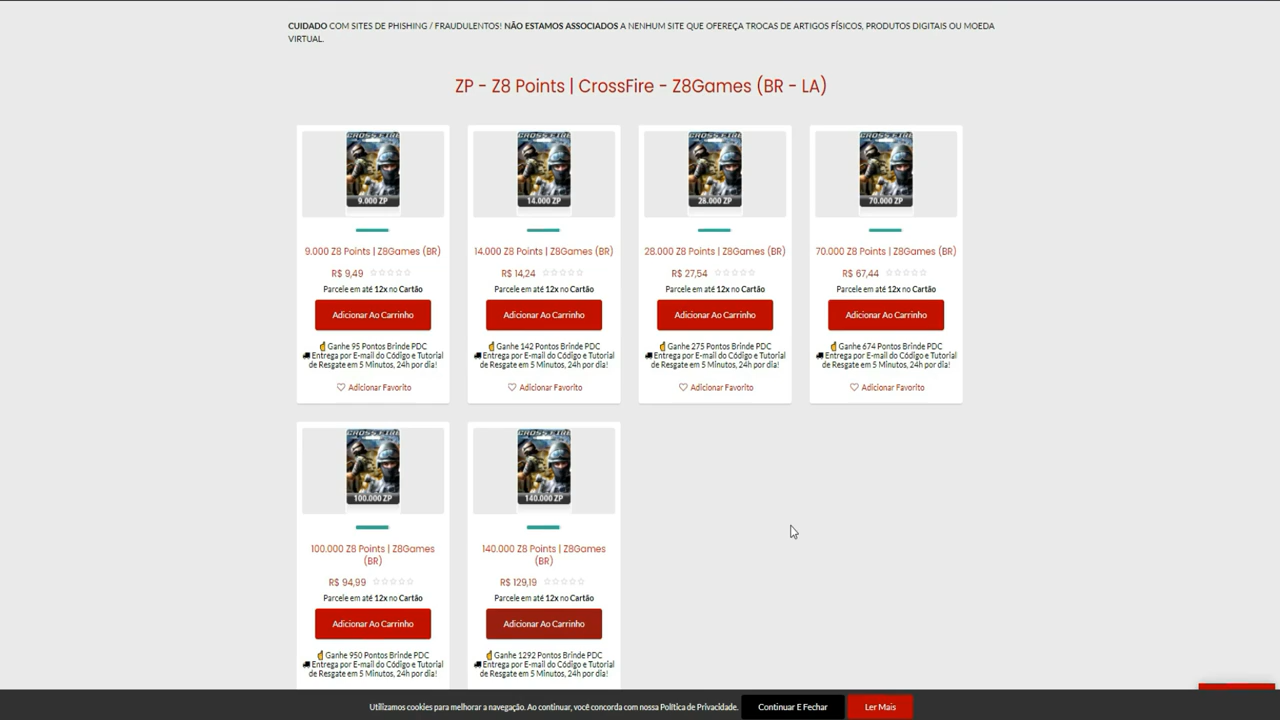 CUIDADO COM SITES DE PHISHING / FRAUDULENTOS! NÃO ESTAMOS ASSOCIADOS A NENHUM SITE QUE OFEREÇA TROCAS DE ARTIGOS FÍSICOS, PRODUTOS DIGITAIS OU MOEDA
VIRTUAL.
ZP - Z8 Points | CrossFire - Z8Games (BR - LA)
CROSS FIRE
9.000 ZP
9.000 Z8 Points | Z8Games (BR)
R$ 9,49
Parcele em até 12x no Cartão
Adicionar Ao Carrinho
Ganhe 95 Pontos Brinde PDC
Entrega por E-mail do Código e Tutorial
de Resgate em 5 Minutos, 24h por dia!
Adicionar Favorito
CROSS FIRE
14.000 ZP
14.000 Z8 Points | Z8Games (BR)
R$ 14,24
Parcele em até 12x no Cartão
Adicionar Ao Carrinho
Ganhe 142 Pontos Brinde PDC
Entrega por E-mail do Código e Tutorial
de Resgate em 5 Minutos, 24h por dia!
Adicionar Favorito
CROSS FIRE
28.000 ZP
28.000 Z8 Points | Z8Games (BR)
R$ 27,54
Parcele em até 12x no Cartão
Adicionar Ao Carrinho
Ganhe 275 Pontos Brinde PDC
Entrega por E-mail do Código e Tutorial
de Resgate em 5 Minutos, 24h por dia!
Adicionar Favorito
CROSS FIRE
70.000 ZP
70.000 Z8 Points | Z8Games (BR)
R$ 67,44
Parcele em até 12x no Cartão
Adicionar Ao Carrinho
Ganhe 674 Pontos Brinde PDC
Entrega por E-mail do Código e Tutorial
de Resgate em 5 Minutos, 24h por dia!
Adicionar Favorito
CROSS FIRE
100.000 ZP
100.000 Z8 Points | Z8Games
(BR)
R$ 94,99
Parcele em até 12x no Cartão
Adicionar Ao Carrinho
Ganhe 950 Pontos Brinde PDC
Entrega por E-mail do Código e Tutorial
de Resgate em 5 Minutos, 24h por dia!
CROSS FIRE
140.000 ZP
140.000 Z8 Points | Z8Games
(BR)
R$ 129,19
Parcele em até 12x no Cartão
Adicionar Ao Carrinho
Ganhe 1292 Pontos Brinde PDC
Entrega por E-mail do Código e Tutorial
de Resgate em 5 Minutos, 24h por dia!
Utilizamos cookies para melhorar a navegação. Ao continuar, você concorda com nossa Política de Privacidade.
Continuar E Fechar
Ler Mais